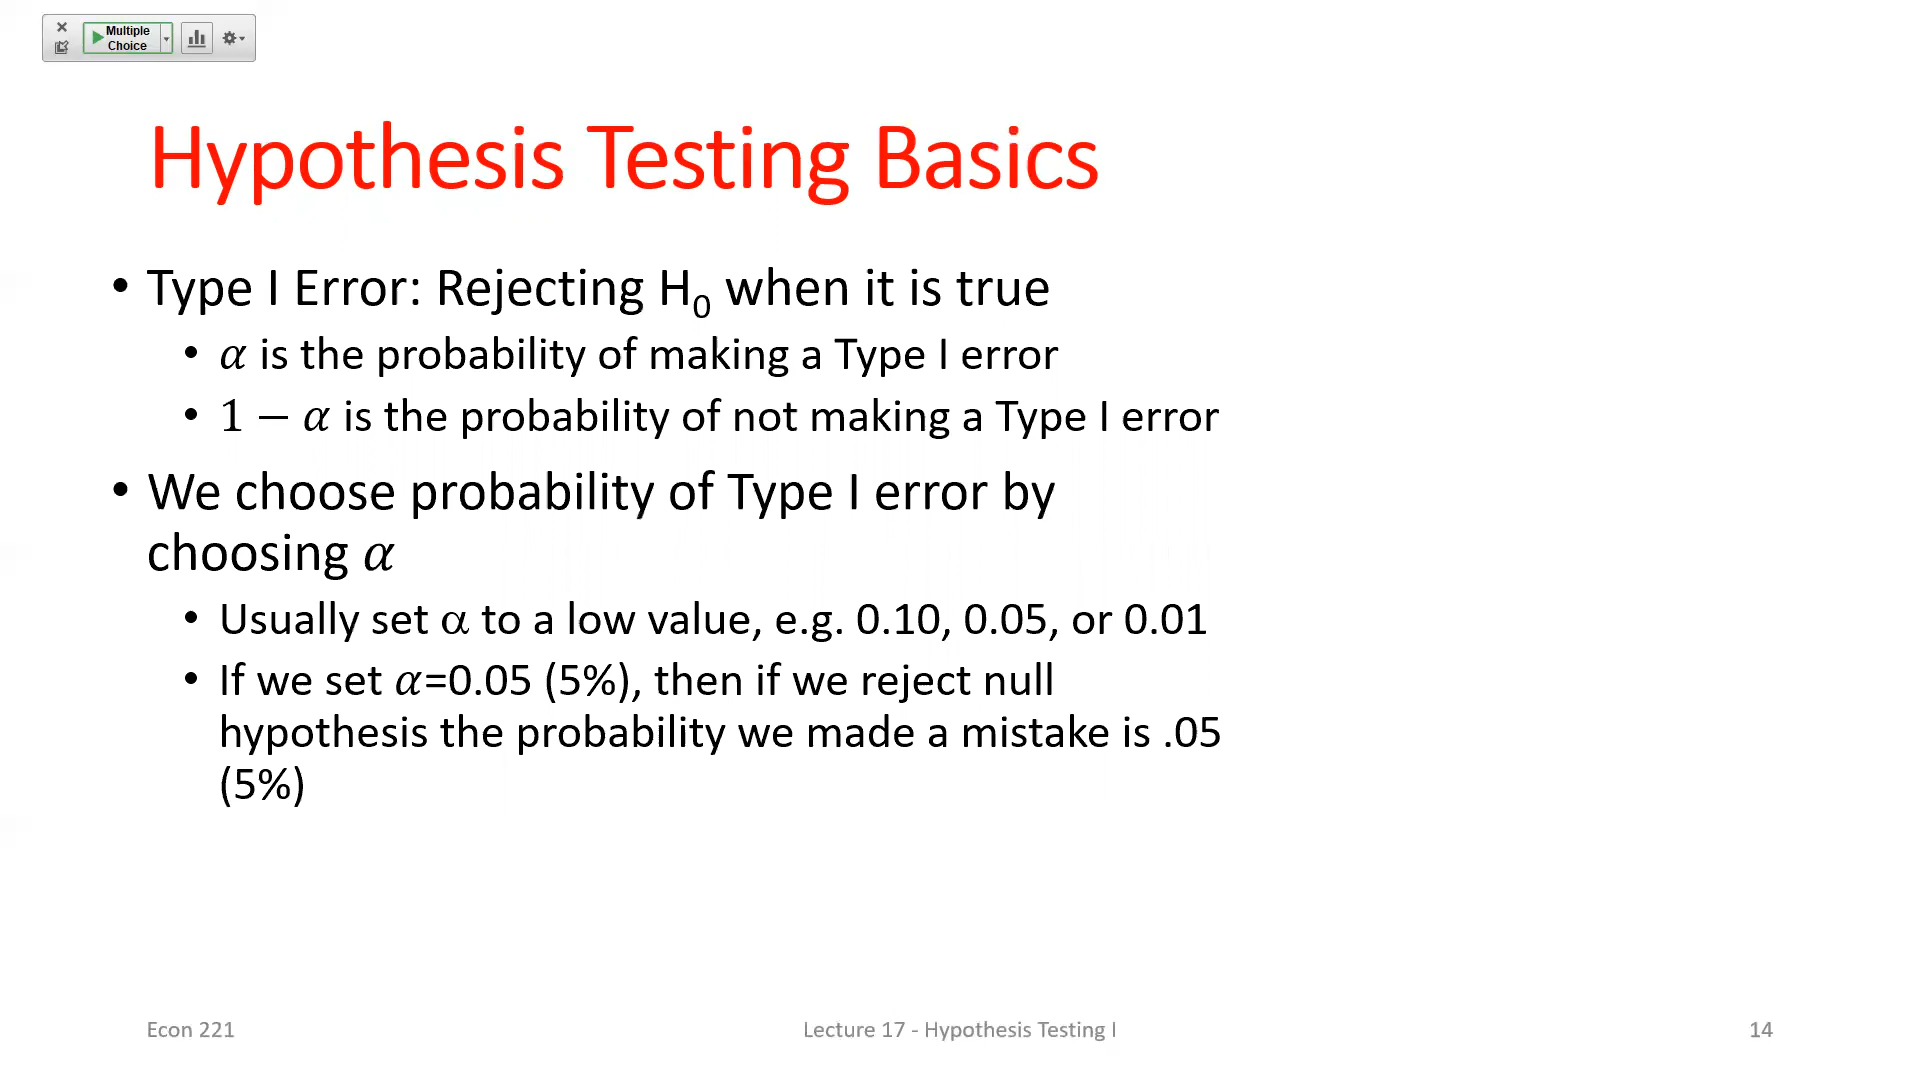 Multiple
Choice
Hypothesis Testing Basics
• Type I Error: Rejecting H₀ when it is true
• 𝛼 is the probability of making a Type I error
• 1 − 𝛼 is the probability of not making a Type I error
• We choose probability of Type I error by
choosing 𝛼
• Usually set α to a low value, e.g. 0.10, 0.05, or 0.01
• If we set 𝛼=0.05 (5%), then if we reject null
hypothesis the probability we made a mistake is .05
(5%)
Econ 221
Lecture 17 - Hypothesis Testing I
14